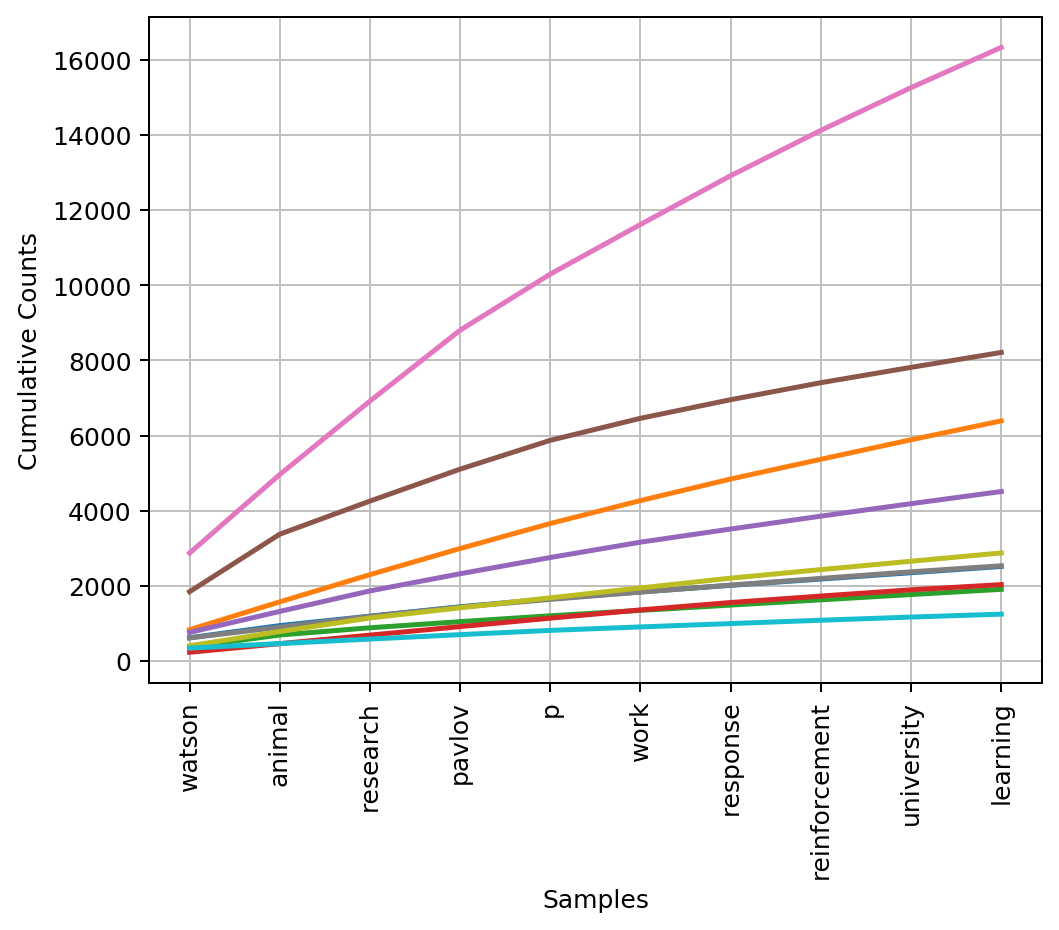 16000
14000
12000
10000
8000
6000
4000
2000
0
Cumulative Counts
watson
animal
research
pavlov
p
work
response
reinforcement
university
learning
Samples